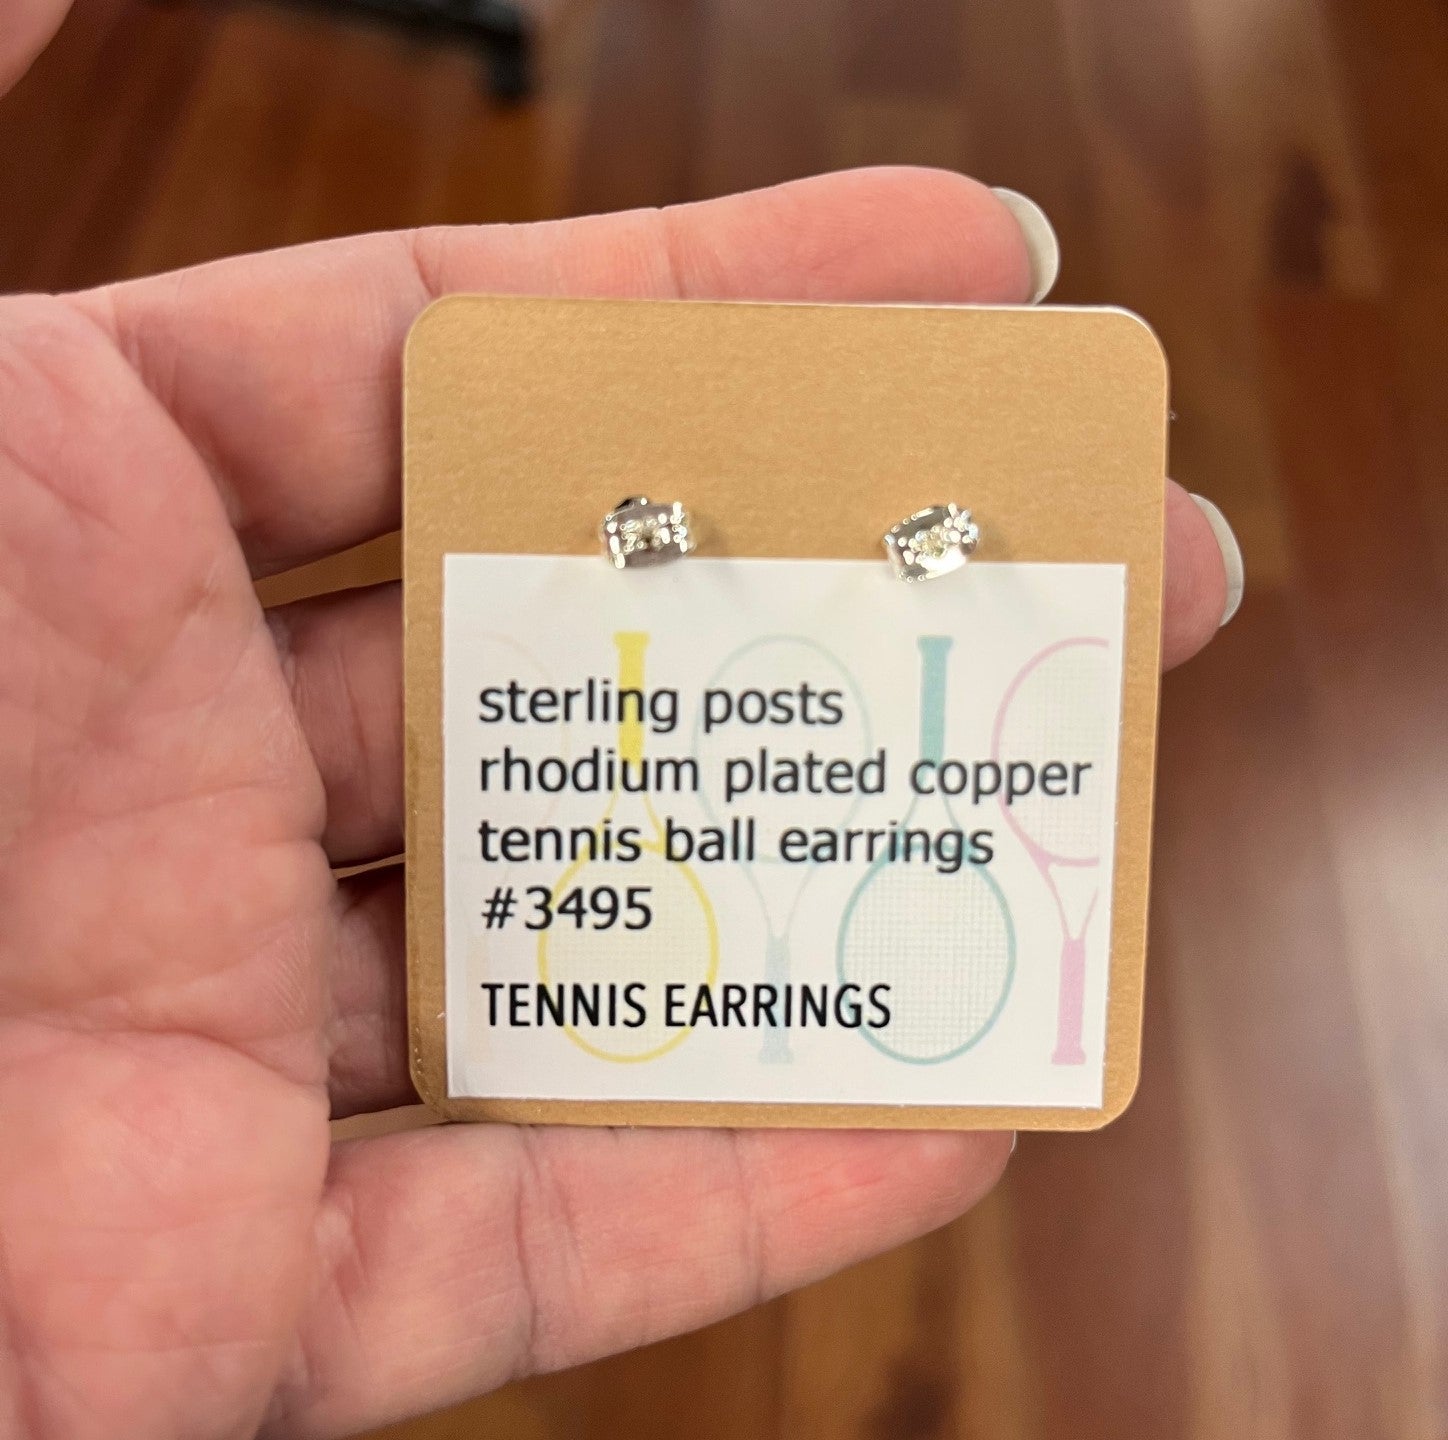 sterling posts
rhodium plated copper
tennis ball earrings
#3495
TENNIS EARRINGS